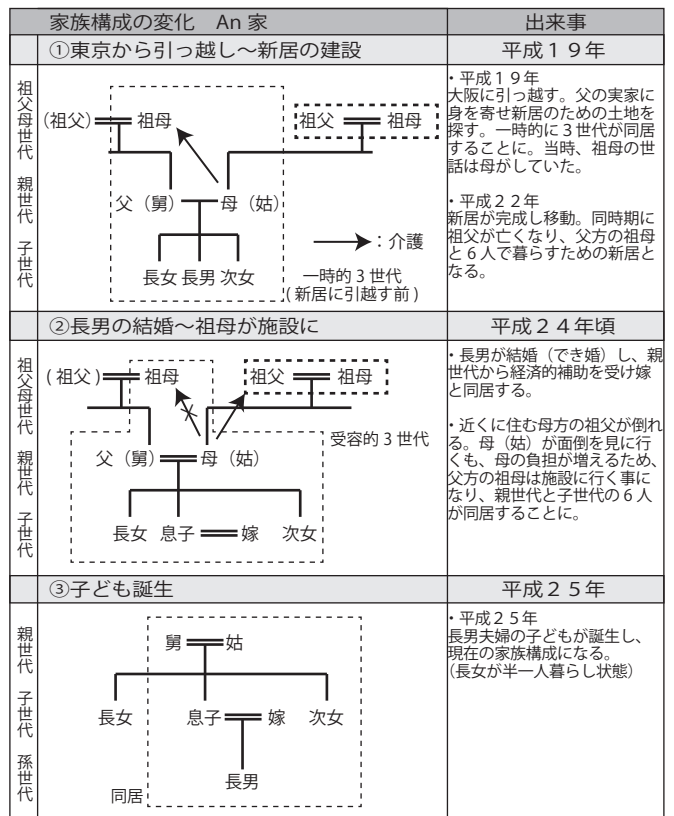 家族構成の変化　An 家
出来事
①東京から引っ越し～新居の建設
平成１９年
祖父母世代　親世代　子世代
(祖父)
祖母
祖父
祖母
父（舅）
母（姑）
：介護
長女 長男 次女
一時的３世代
(新居に引越す前)
・平成１９年
大阪に引っ越す。父の実家に
身を寄せ新居のための土地を
探す。一時的に３世代が同居
することに。当時、祖母の世
話は母がしていた。
・平成２２年
新居が完成し移動。同時期に
祖父が亡くなり、父方の祖母
と６人で暮らすための新居と
なる。
②長男の結婚～祖母が施設に
平成２４年頃
祖父母世代　親世代　子世代
(祖父)
祖母
祖父
祖母
受容的３世代
父（舅）
母（姑）
長女
息子
嫁
次女
・長男が結婚（でき婚）し、親
世代から経済的補助を受け嫁
と同居する。
・近くに住む母方の祖父が倒れ
る。母（姑）が面倒を見に行
くも、母の負担が増えるため、
父方の祖母は施設に行く事に
なり、親世代と子世代の６人
が同居することに。
③子ども誕生
平成２５年
親世代　子世代　孫世代
舅
姑
長女
息子
嫁
次女
長男
同居
・平成２５年
長男夫婦の子どもが誕生し、
現在の家族構成になる。
（長女が半一人暮らし状態）